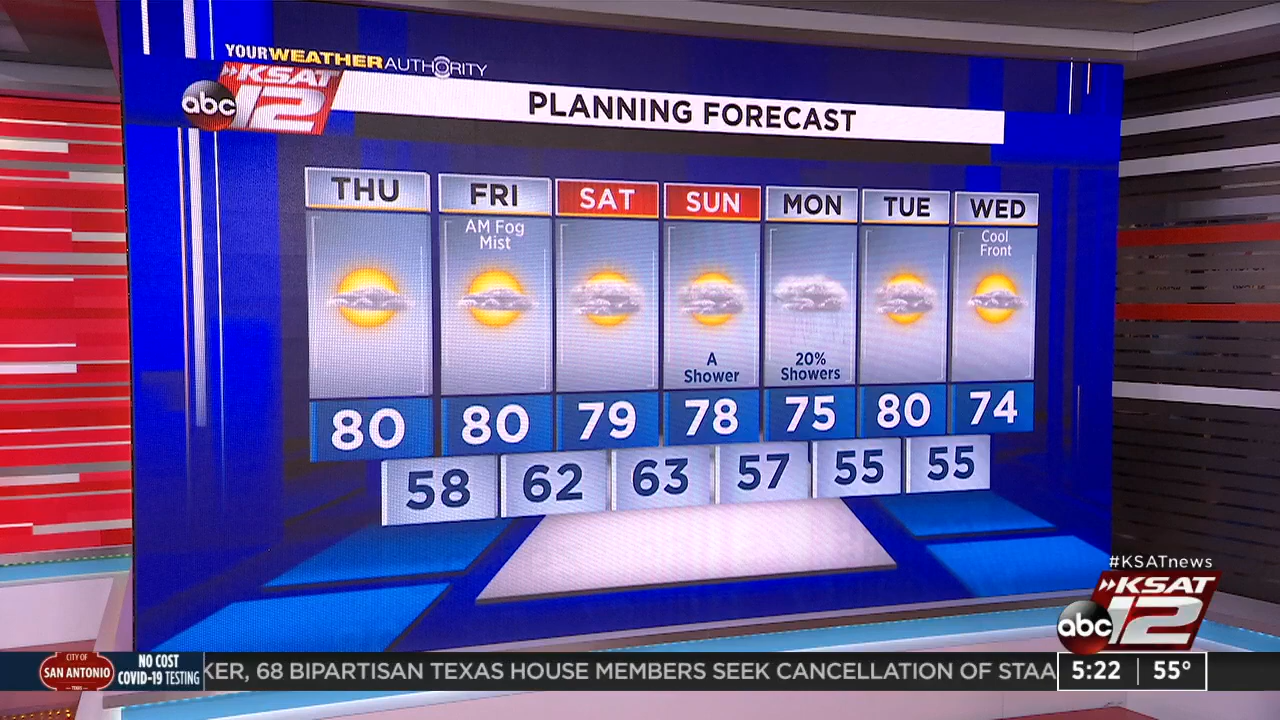 YOURWEATHERAUTHORITY
»KSAT
abc
12
PLANNING FORECAST
THU FRI SAT SUN MON TUE WED
AM Fog
Mist
Cool
Front
A
Shower
20%
Showers
80 80 79 78 75 80 74
58 62 63 57 55 55
#KSATnews
»KSAT
abc
12
CITY OF
SAN ANTONIO
TEXAS
NO COST
COVID-19 TESTING
KER, 68 BIPARTISAN TEXAS HOUSE MEMBERS SEEK CANCELLATION OF STAA
5:22 55°